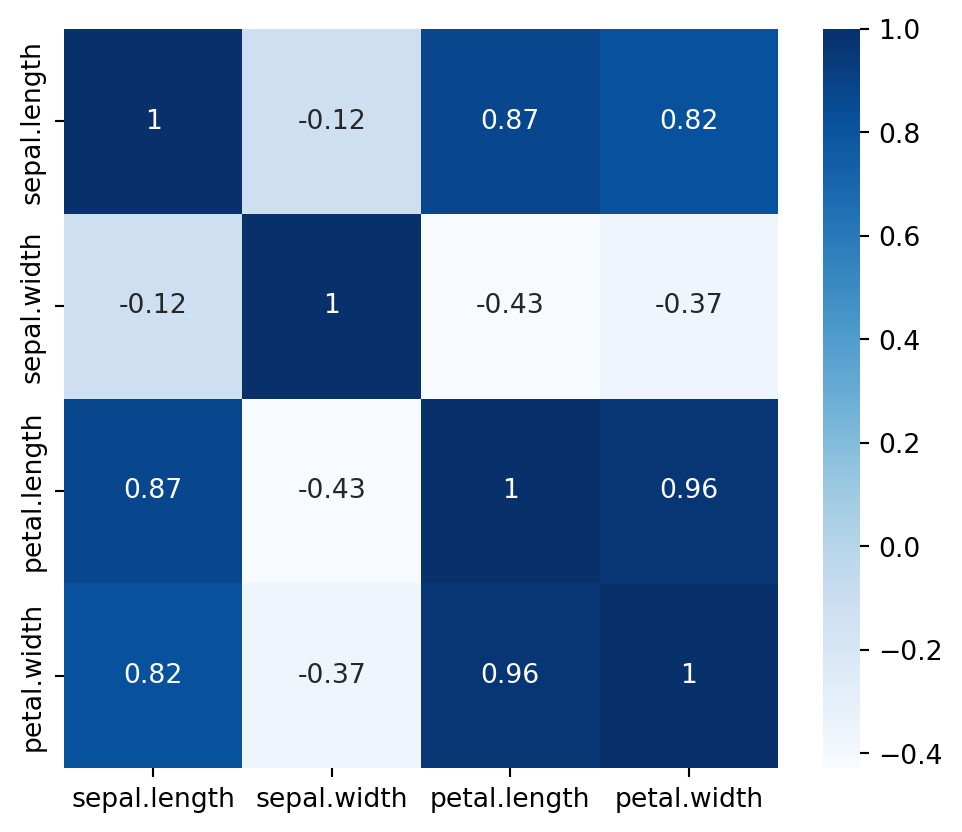 sepal.length 1 -0.12 0.87 0.82
sepal.width -0.12 1 -0.43 -0.37
petal.length 0.87 -0.43 1 0.96
petal.width 0.82 -0.37 0.96 1
sepal.length sepal.width petal.length petal.width
1.0
0.8
0.6
0.4
0.2
0.0
−0.2
−0.4